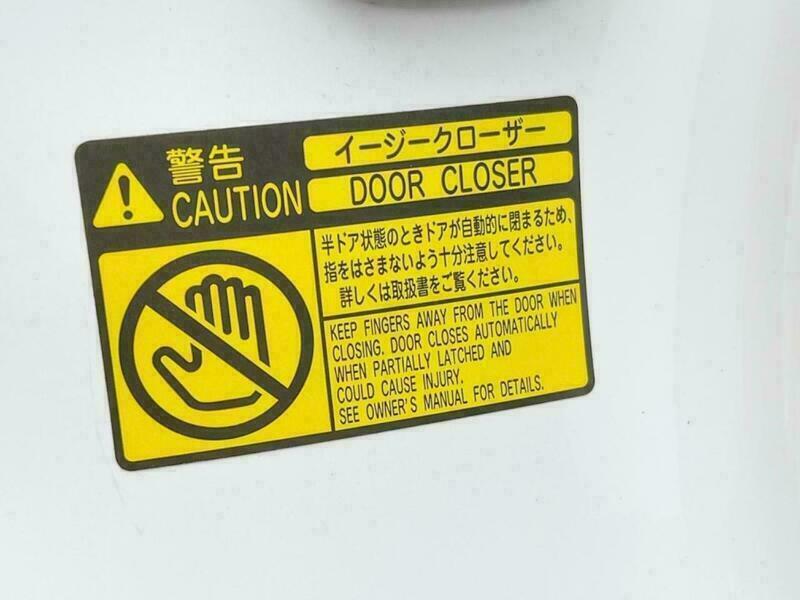 警告
CAUTION
イージークローザー
DOOR CLOSER
半ドア状態のときドアが自動的に閉まるため、
指をはさまないよう十分注意してください。
詳しくは取扱書をご覧ください。
KEEP FINGERS AWAY FROM THE DOOR WHEN
CLOSING. DOOR CLOSES AUTOMATICALLY
WHEN PARTIALLY LATCHED AND
COULD CAUSE INJURY.
SEE OWNER'S MANUAL FOR DETAILS.